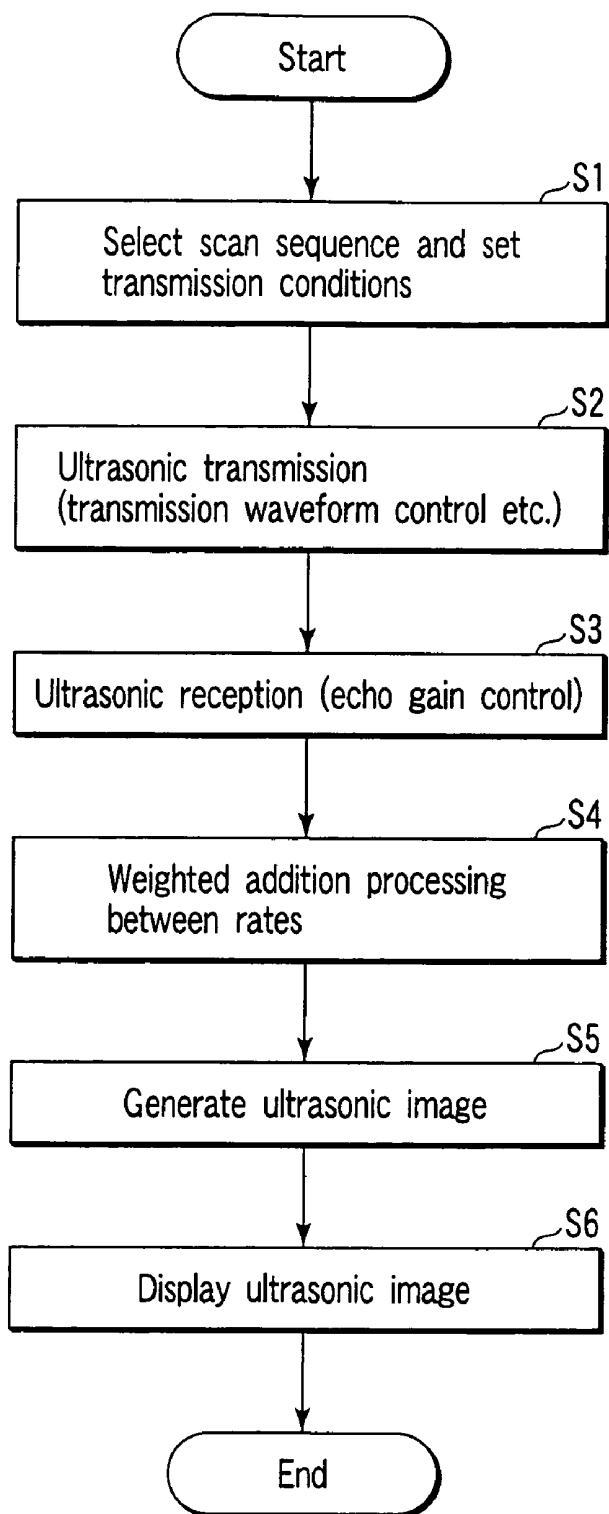 Start
S1
Select scan sequence and set
transmission conditions
S2
Ultrasonic transmission
(transmission waveform control etc.)
S3
Ultrasonic reception (echo gain control)
S4
Weighted addition processing
between rates
S5
Generate ultrasonic image
S6
Display ultrasonic image
End